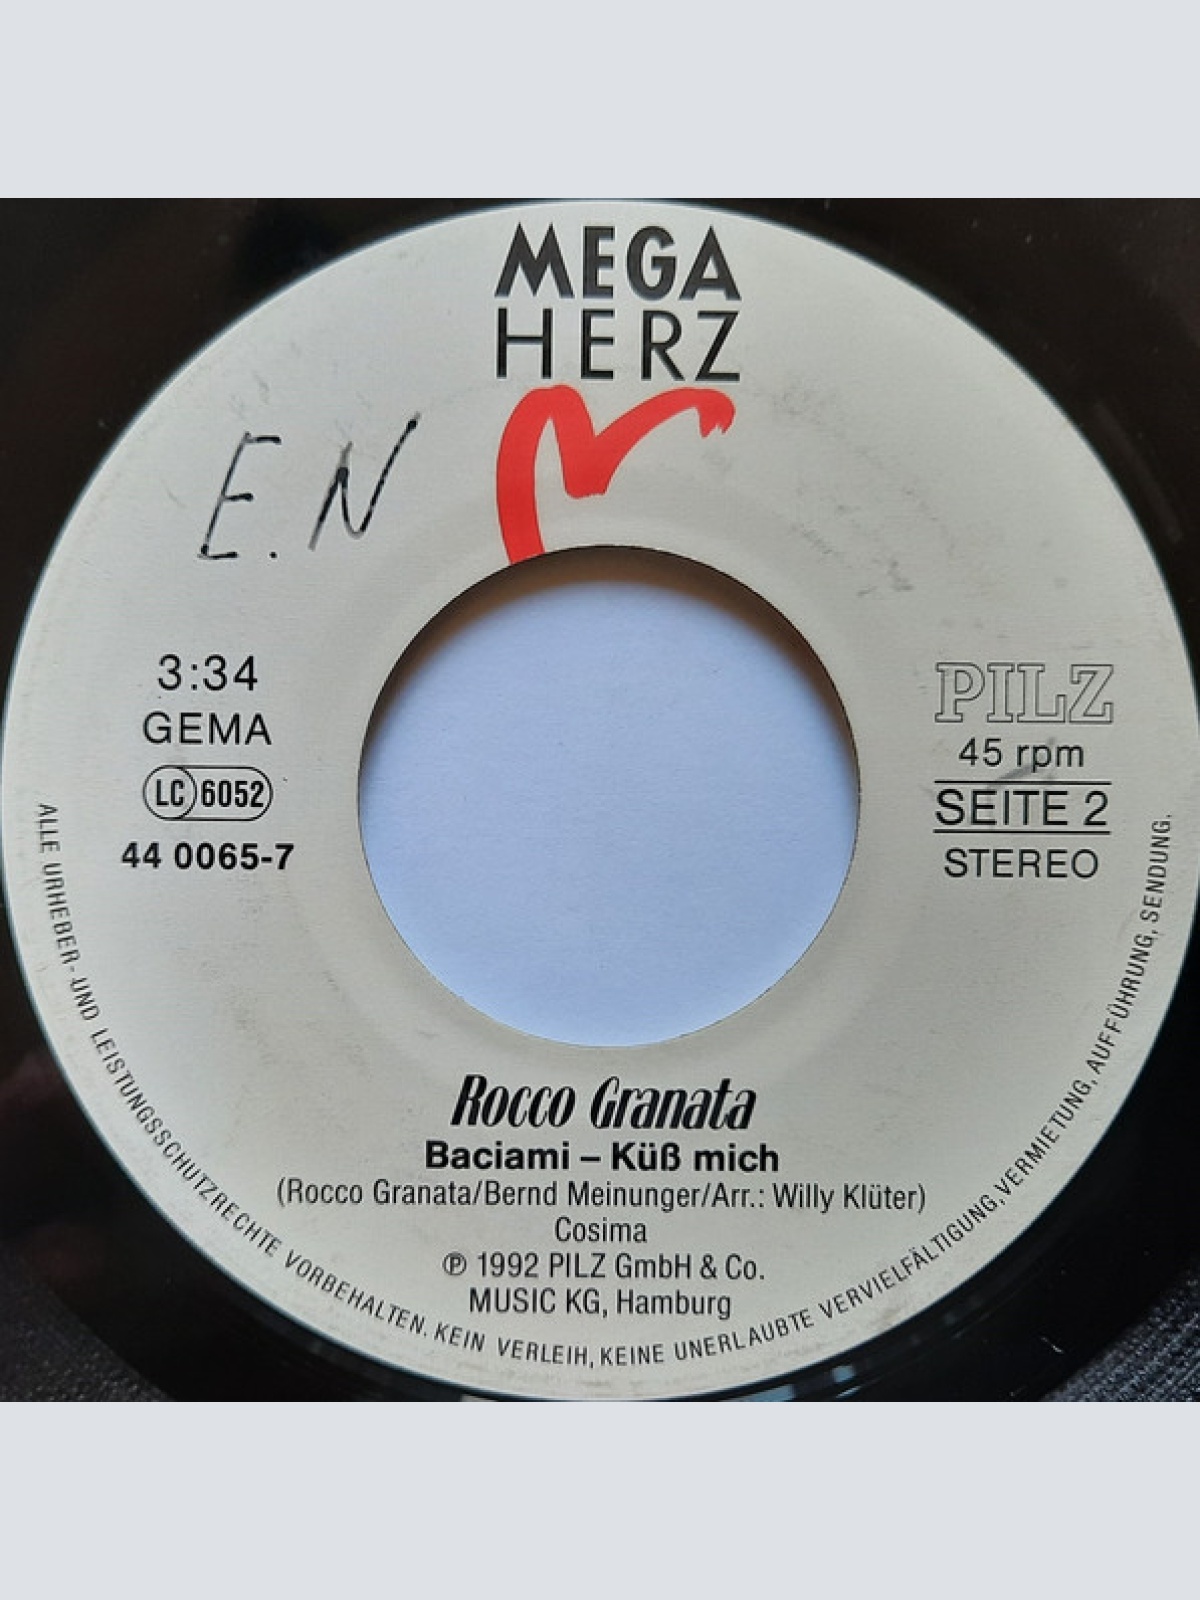 MEGA
HERZ
E.N
3:34
GEMA
LC 6052
44 0065-7
PILZ
45 rpm
SEITE 2
STEREO
Rocco Granata
Baciami – Küß mich
(Rocco Granata/Bernd Meinunger/Arr.: Willy Klüter)
Cosima
℗ 1992 PILZ GmbH & Co.
MUSIC KG, Hamburg
ALLE URHEBER- UND LEISTUNGSSCHUTZRECHTE VORBEHALTEN. KEIN VERLEIH, KEINE UNERLAUBTE VERVIELFÄLTIGUNG, VERMIETUNG, AUFFÜHRUNG, SENDUNG.